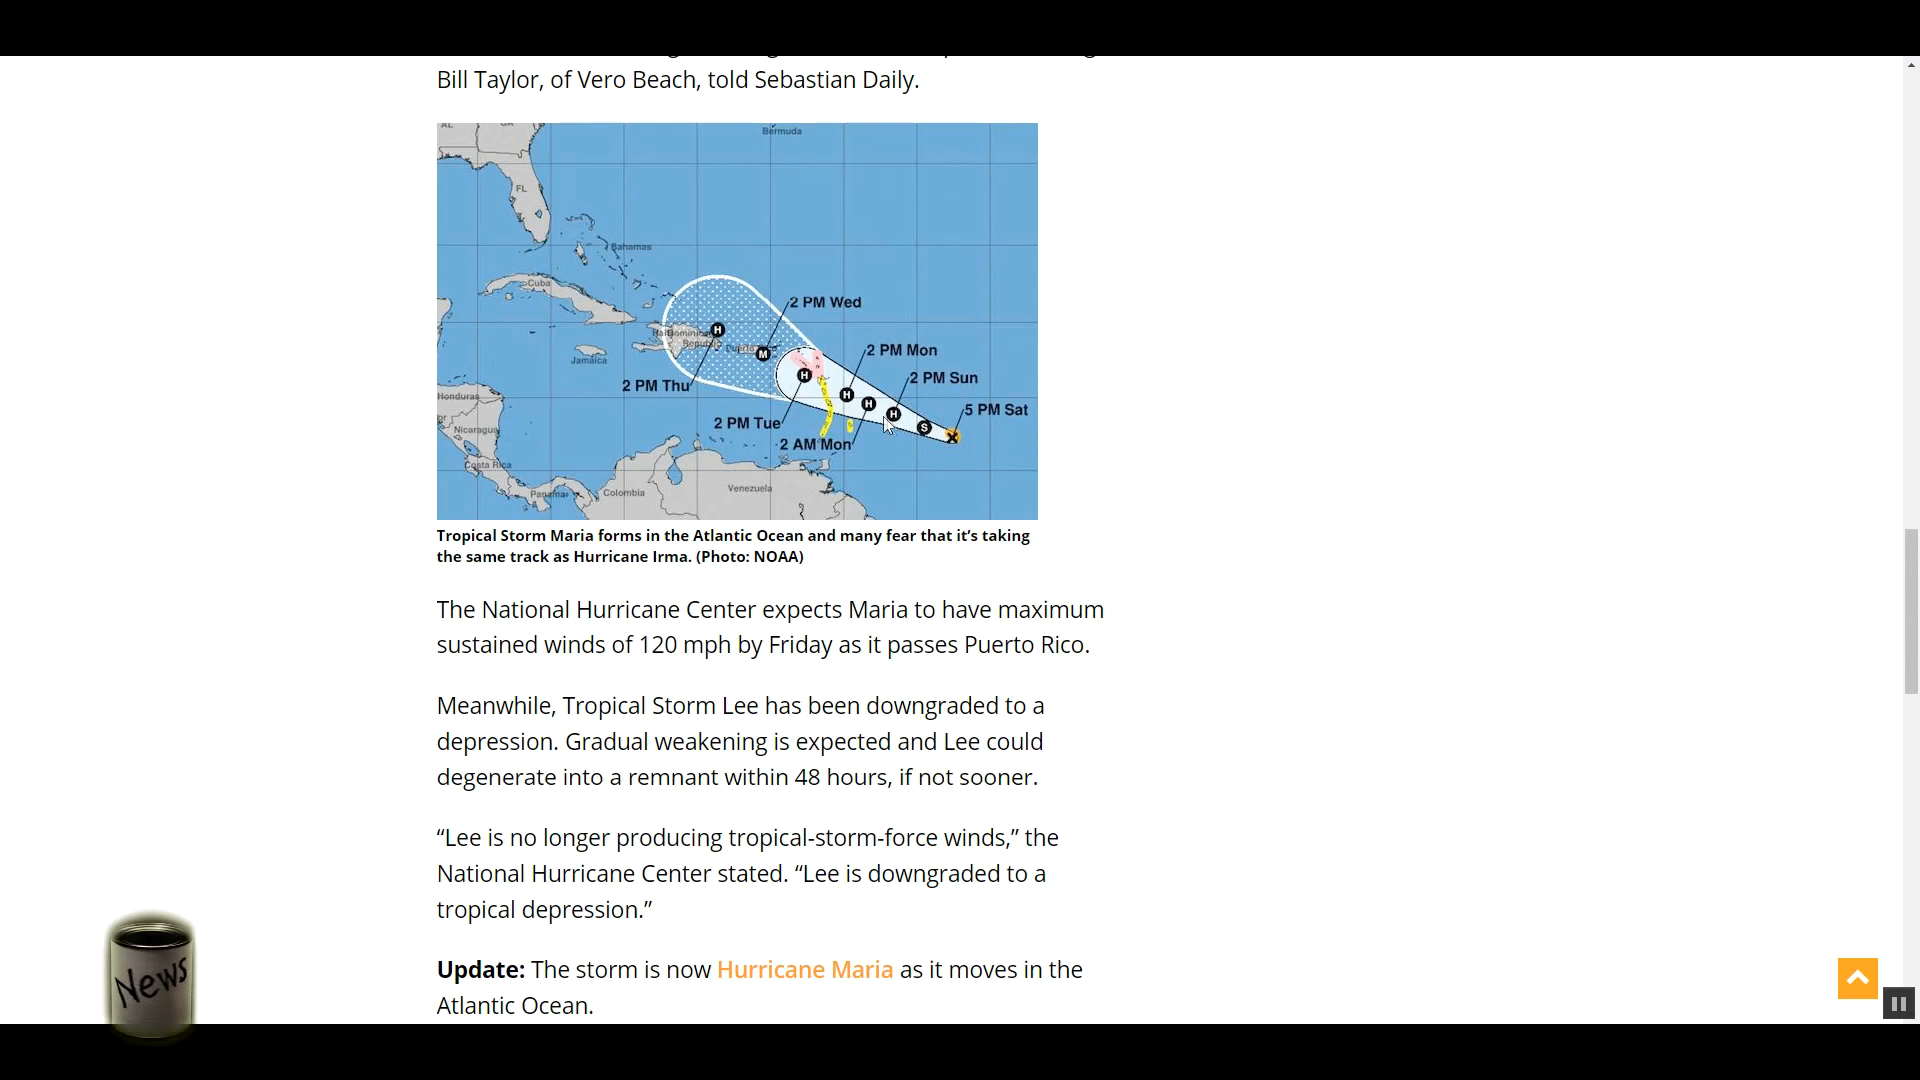 Bill Taylor, of Vero Beach, told Sebastian Daily.
AL
Bermuda
FL
Bahamas
Cuba
2 PM Wed
H
Dominican
Republic
Puerto
M
2 PM Mon
Jamaica
H
2 PM Sun
2 PM Thu
H
H
Honduras
H
5 PM Sat
2 PM Tue
S
Nicaragua
2 AM Mon
X
Costa Rica
Panama
Colombia
Venezuela
Tropical Storm Maria forms in the Atlantic Ocean and many fear that it’s taking
the same track as Hurricane Irma. (Photo: NOAA)
The National Hurricane Center expects Maria to have maximum
sustained winds of 120 mph by Friday as it passes Puerto Rico.
Meanwhile, Tropical Storm Lee has been downgraded to a
depression. Gradual weakening is expected and Lee could
degenerate into a remnant within 48 hours, if not sooner.
“Lee is no longer producing tropical-storm-force winds,” the
National Hurricane Center stated. “Lee is downgraded to a
tropical depression.”
Update: The storm is now Hurricane Maria as it moves in the
Atlantic Ocean.
News